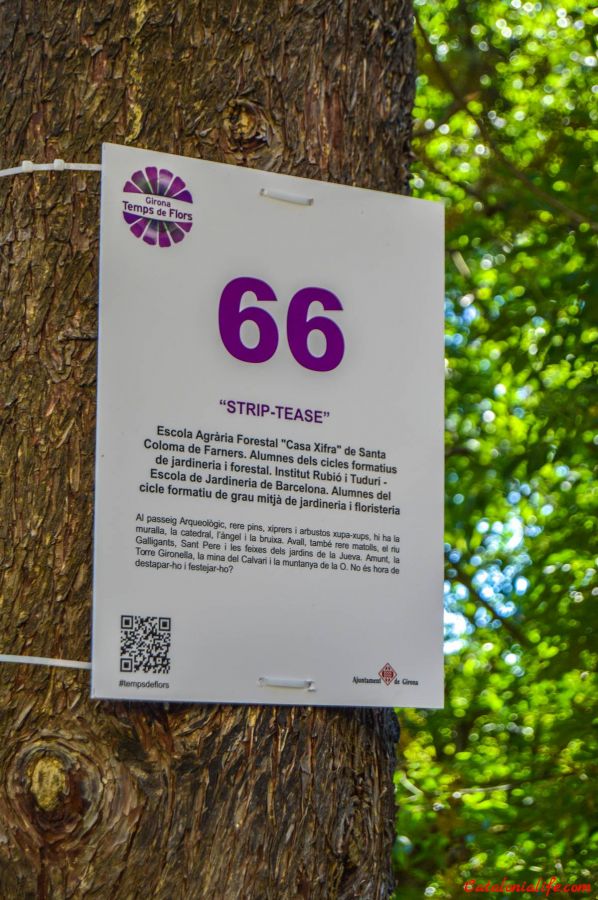 Girona
Temps de Flors
66
“STRIP-TEASE”
Escola Agrària Forestal "Casa Xifra" de Santa
Coloma de Farners. Alumnes dels cicles formatius
de jardineria i forestal. Institut Rubió i Tudurí -
Escola de Jardineria de Barcelona. Alumnes del
cicle formatiu de grau mitjà de jardineria i floristeria
Al passeig Arqueològic, rere pins, xiprers i arbustos xupa-xups, hi ha la
muralla, la catedral, l'àngel i la bruixa. Avall, també rere matolls, el riu
Galligants, Sant Pere i les feixes dels jardins de la Jueva. Amunt, la
Torre Gironella, la mina del Calvari i la muntanya de la O. No és hora de
destapar-ho i festejar-ho?
#tempsdeflors
Ajuntament de Girona
Catalonialife.com